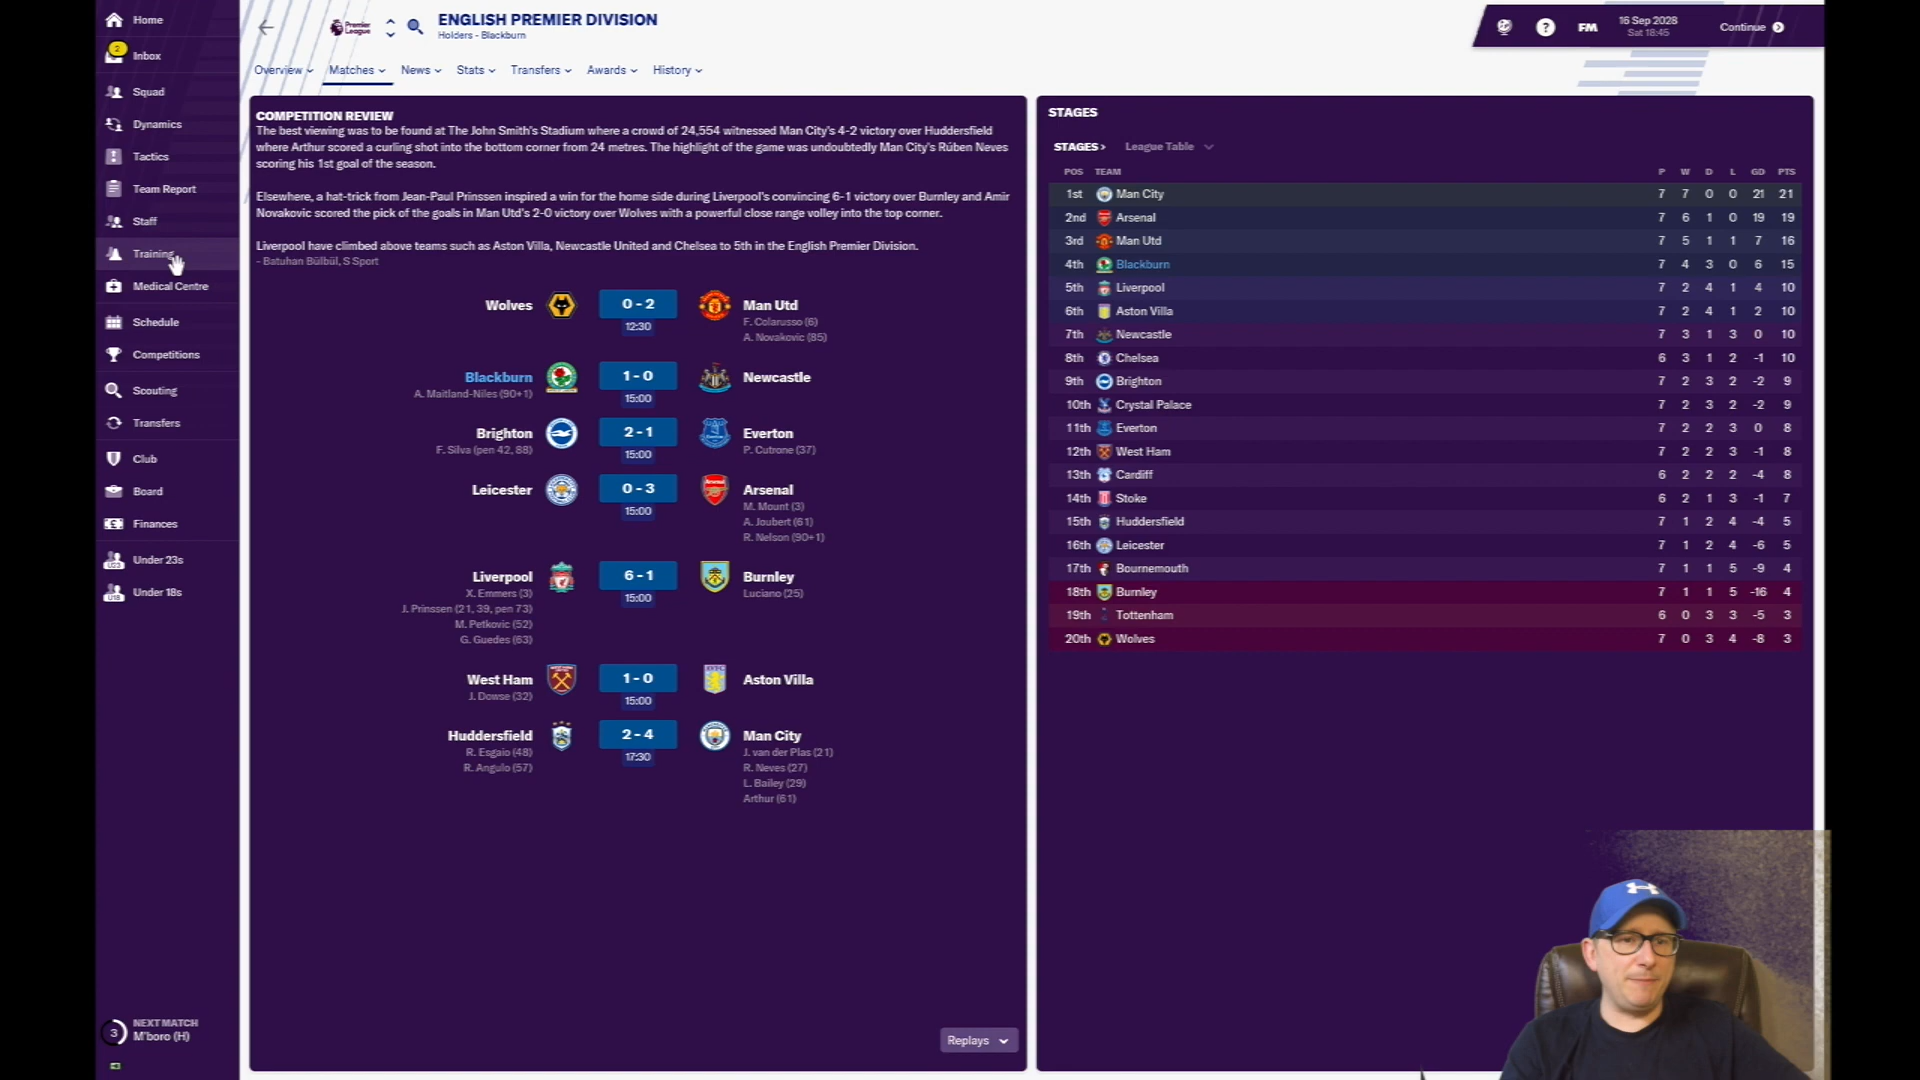 Home
2
Inbox
Squad
Dynamics
Tactics
Team Report
Staff
Training
Medical Centre
Schedule
Competitions
Scouting
Transfers
Club
Board
Finances
Under 23s
Under 18s
3
NEXT MATCH
M'boro (H)
Premier League
ENGLISH PREMIER DIVISION
Holders - Blackburn
?
FM
16 Sep 2028
Sat 18:45
Continue
Overview Matches News Stats Transfers Awards History
COMPETITION REVIEW
The best viewing was to be found at The John Smith's Stadium where a crowd of 24,554 witnessed Man City's 4-2 victory over Huddersfield
where Arthur scored a curling shot into the bottom corner from 24 metres. The highlight of the game was undoubtedly Man City's Rúben Neves
scoring his 1st goal of the season.
Elsewhere, a hat-trick from Jean-Paul Prinssen inspired a win for the home side during Liverpool's convincing 6-1 victory over Burnley and Amir
Novakovic scored the pick of the goals in Man Utd's 2-0 victory over Wolves with a powerful close range volley into the top corner.
Liverpool have climbed above teams such as Aston Villa, Newcastle United and Chelsea to 5th in the English Premier Division.
- Batuhan Bülbül, S Sport
Wolves 0 - 2 Man Utd
12:30
F. Colarusso (6)
A. Novakovic (85)
Blackburn 1 - 0 Newcastle
A. Maitland-Niles (90+1)
15:00
Brighton 2 - 1 Everton
F. Silva (pen 42, 88)
15:00
P. Cutrone (37)
Leicester 0 - 3 Arsenal
15:00
M. Mount (3)
A. Joubert (61)
R. Nelson (90+1)
Liverpool 6 - 1 Burnley
X. Emmers (3)
15:00
Luciano (25)
J. Prinssen (21, 39, pen 73)
M. Petkovic (52)
G. Guedes (63)
West Ham 1 - 0 Aston Villa
J. Dowse (32)
15:00
Huddersfield 2 - 4 Man City
R. Esgaio (48)
17:30
J. van der Plas (21)
R. Angulo (57)
R. Neves (27)
L. Bailey (29)
Arthur (61)
Replays
STAGES
STAGES> League Table
POS TEAM P W D L GD PTS
1st Man City 7 7 0 0 21 21
2nd Arsenal 7 6 1 0 19 19
3rd Man Utd 7 5 1 1 7 16
4th Blackburn 7 4 3 0 6 15
5th Liverpool 7 2 4 1 4 10
6th Aston Villa 7 2 4 1 2 10
7th Newcastle 7 3 1 3 0 10
8th Chelsea 6 3 1 2 -1 10
9th Brighton 7 2 3 2 -2 9
10th Crystal Palace 7 2 3 2 -2 9
11th Everton 7 2 2 3 0 8
12th West Ham 7 2 2 3 -1 8
13th Cardiff 6 2 2 2 -4 8
14th Stoke 6 2 1 3 -1 7
15th Huddersfield 7 1 2 4 -4 5
16th Leicester 7 1 2 4 -6 5
17th Bournemouth 7 1 1 5 -9 4
18th Burnley 7 1 1 5 -16 4
19th Tottenham 6 0 3 3 -5 3
20th Wolves 7 0 3 4 -8 3